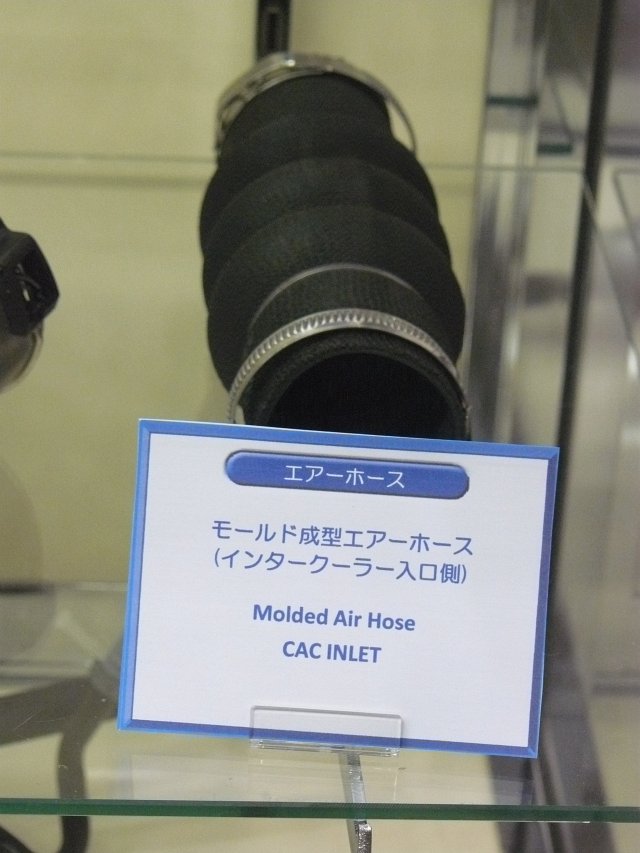 エアーホース
モールド成型エアーホース
(インタークーラー入口側)
Molded Air Hose
CAC INLET